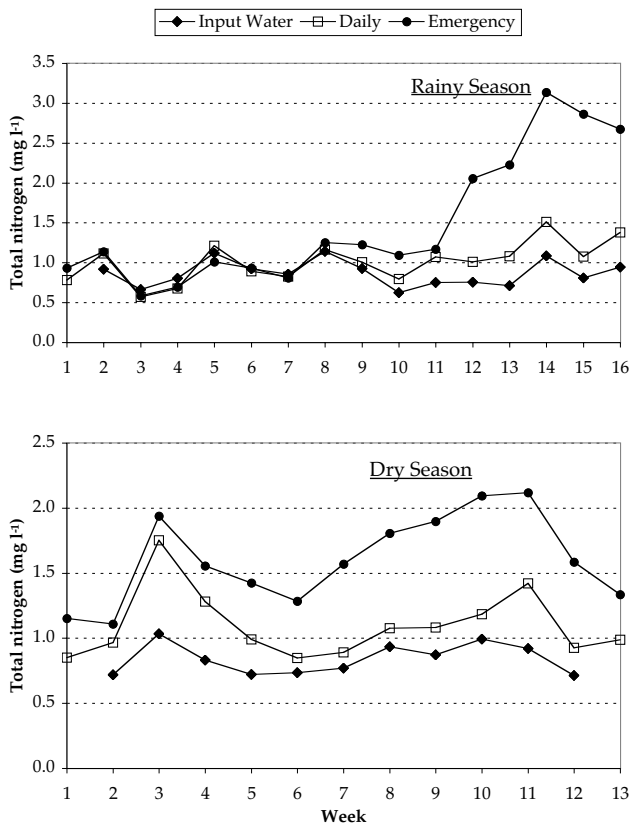 Input Water Daily Emergency
Rainy Season
Total nitrogen (mg l-1)
3.5
3.0
2.5
2.0
1.5
1.0
0.5
0.0
1 2 3 4 5 6 7 8 9 10 11 12 13 14 15 16
Dry Season
Total nitrogen (mg l-1)
2.5
2.0
1.5
1.0
0.5
0.0
1 2 3 4 5 6 7 8 9 10 11 12 13
Week